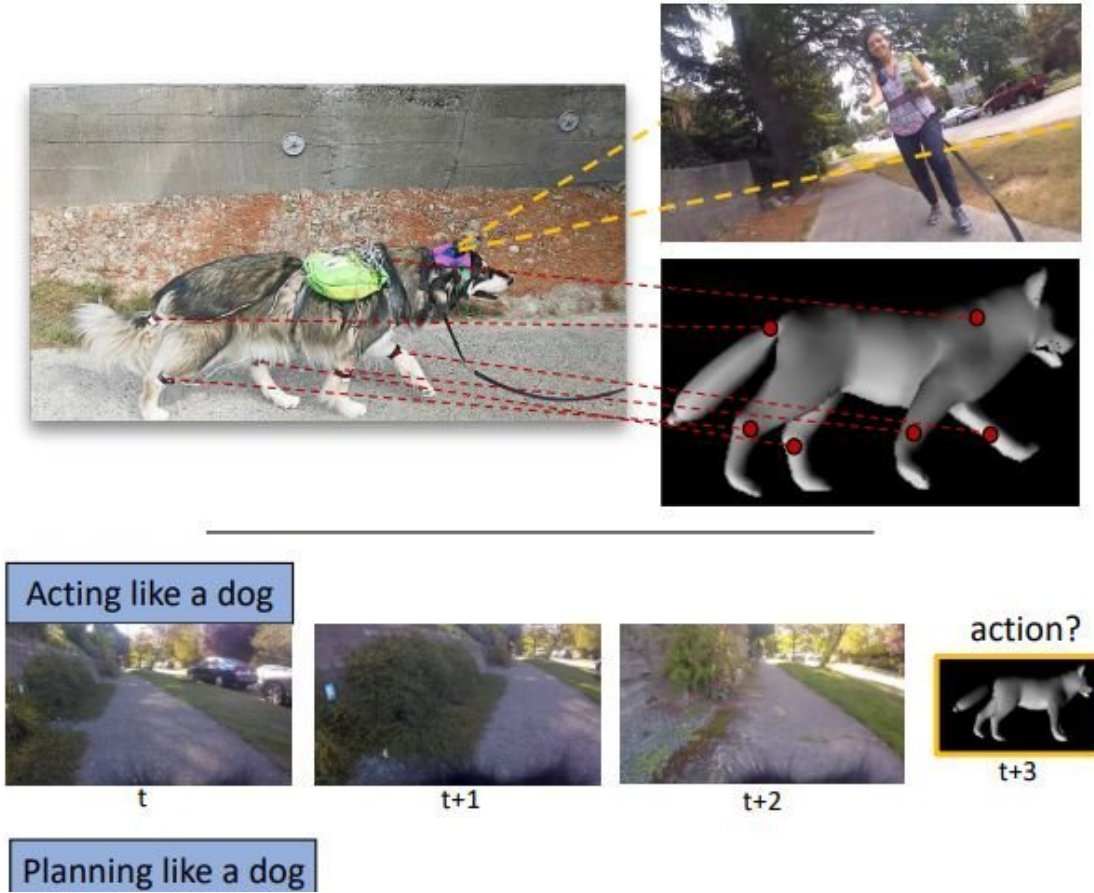 Acting like a dog
action?
t
t+1
t+2
t+3
Planning like a dog